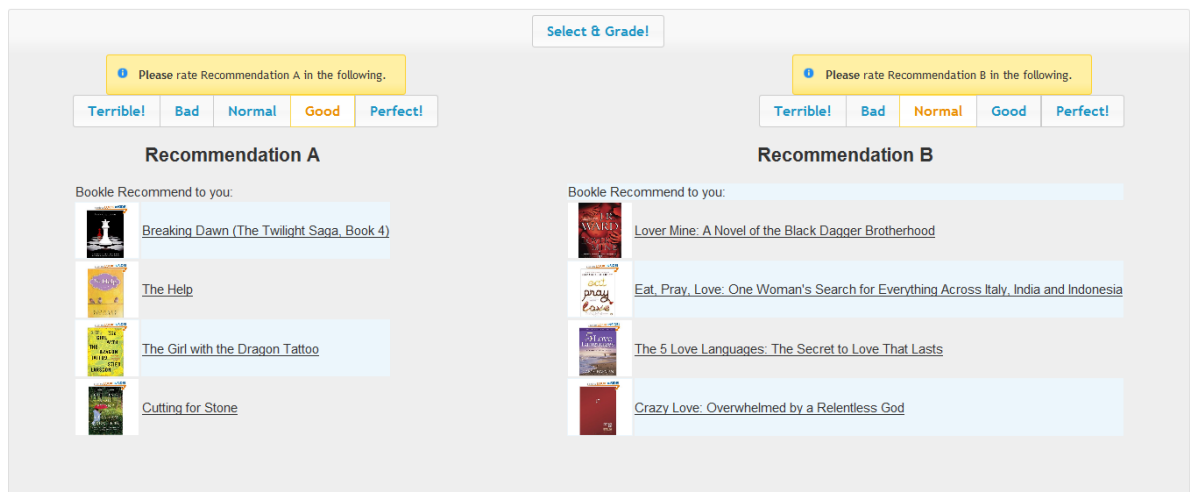 Select & Grade!
Please rate Recommendation A in the following.
Terrible! Bad Normal Good Perfect!
Recommendation A
Bookle Recommend to you:
Breaking Dawn (The Twilight Saga, Book 4)
The Help
The Girl with the Dragon Tattoo
Cutting for Stone
Please rate Recommendation B in the following.
Terrible! Bad Normal Good Perfect!
Recommendation B
Bookle Recommend to you:
WARD
Lover Mine: A Novel of the Black Dagger Brotherhood
eat
pray
love
Eat, Pray, Love: One Woman's Search for Everything Across Italy, India and Indonesia
The 5 Love Languages: The Secret to Love That Lasts
Crazy Love: Overwhelmed by a Relentless God